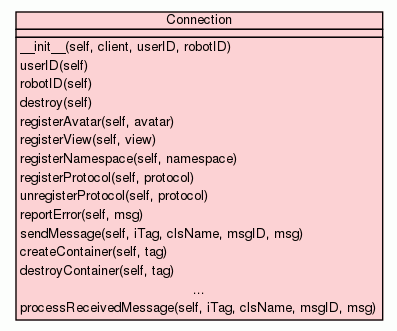 Connection
__init__(self, client, userID, robotID)
userID(self)
robotID(self)
destroy(self)
registerAvatar(self, avatar)
registerView(self, view)
registerNamespace(self, namespace)
registerProtocol(self, protocol)
unregisterProtocol(self, protocol)
reportError(self, msg)
sendMessage(self, iTag, clsName, msgID, msg)
createContainer(self, tag)
destroyContainer(self, tag)
...
processReceivedMessage(self, iTag, clsName, msgID, msg)